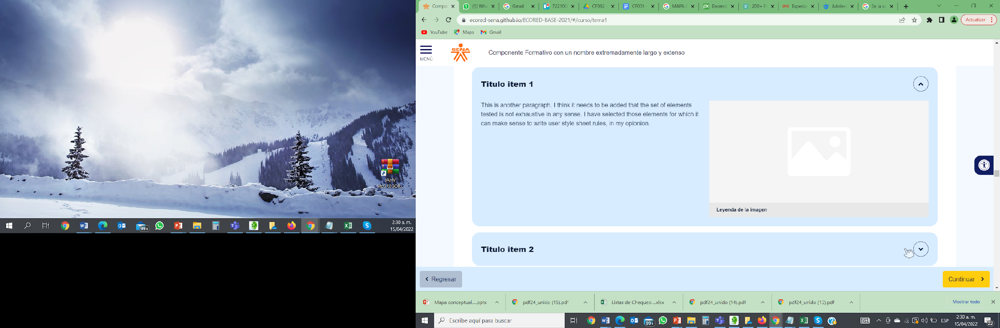 JAHV
McGREGOR...
99+
2:30 a. m.
15/04/2022
Compo
(1) Wha
Gmail
722100
CF002 -
CF001 -
MAPA C
Encend
200+ F
Especia
Adolesc
En la ac
ecored-sena.github.io/ECORED-BASE-2021/#/curso/tema1
Actualizar
YouTube
Maps
Gmail
MENÚ
SENA
Componente Formativo con un nombre extremadamente largo y extenso
Titulo item 1
This is another paragraph. I think it needs to be added that the set of elements
tested is not exhaustive in any sense. I have selected those elements for which it
can make sense to write user style sheet rules, in my opionion.
Leyenda de la imagen
Titulo item 2
Regresar
Continuar
Mapa conceptual....pptx
pdf24_unido (15).pdf
Listas de Chequeo ....xlsx
pdf24_unido (14).pdf
pdf24_unido (13).pdf
Mostrar todo
Escribe aquí para buscar
99+
ESP
2:30 a. m.
15/04/2022
22